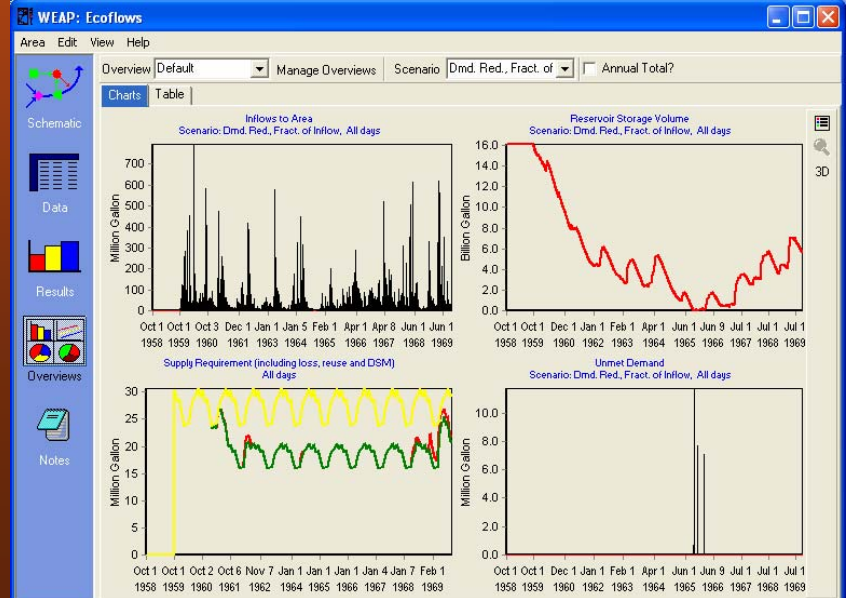 WEAP: Ecoflows
Area Edit View Help
Overview Default Manage Overviews Scenario Dmd. Red., Fract. of Annual Total?
Charts Table
Schematic
Data
Results
Overviews
Notes
3D
Inflows to Area
Scenario: Dmd. Red., Fract. of Inflow, All days
Million Gallon
700
600
500
400
300
200
100
0
Oct 1 Oct 1 Oct 3 Dec 1 Jan 1 Jan 5 Feb 1 Apr 1 Apr 8 Jun 1 Jun 1
1958 1959 1960 1961 1963 1964 1965 1966 1967 1968 1969
Reservoir Storage Volume
Scenario: Dmd. Red., Fract. of Inflow, All days
Billion Gallon
16.0
14.0
12.0
10.0
8.0
6.0
4.0
2.0
0.0
Oct 1 Oct 1 Dec 1 Jan 1 Feb 1 Apr 1 Jun 1 Jun 9 Jul 1 Jul 1 Jul 1
1958 1959 1960 1962 1963 1964 1965 1966 1967 1968 1969
Supply Requirement (including loss, reuse and DSM)
All days
Million Gallon
30
25
20
15
10
5
0
Oct 1 Oct 1 Oct 2 Oct 6 Nov 7 Jan 1 Jan 1 Jan 1 Jan 1 Jan 7 Feb 1
1958 1959 1960 1961 1962 1964 1965 1966 1967 1968 1969
Unmet Demand
Scenario: Dmd. Red., Fract. of Inflow, All days
Million Gallon
10.0
8.0
6.0
4.0
2.0
0.0
Oct 1 Oct 1 Dec 1 Jan 1 Feb 1 Apr 1 Jun 1 Jun 9 Jul 1 Jul 1 Jul 1
1958 1959 1960 1962 1963 1964 1965 1966 1967 1968 1969